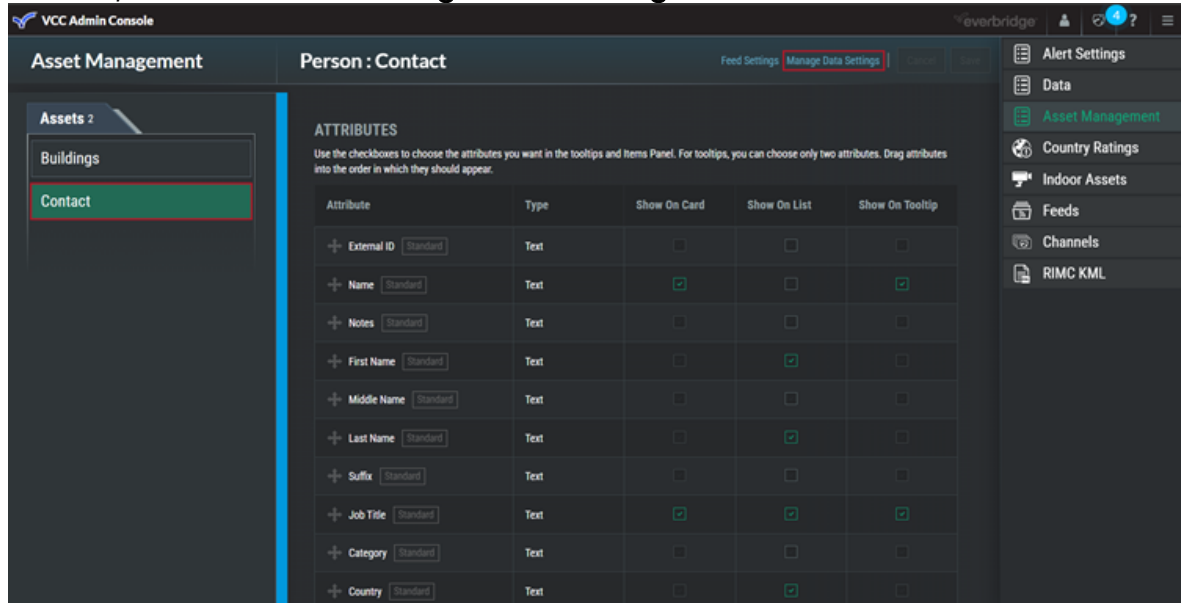 VCC Admin Console
everbridge
4
?
Asset Management
Person : Contact
Feed Settings
Manage Data Settings
Cancel
Save
Alert Settings
Data
Asset Management
Country Ratings
Indoor Assets
Feeds
Channels
RIMC KML
Assets 2
Buildings
Contact
ATTRIBUTES
Use the checkboxes to choose the attributes you want in the tooltips and Items Panel. For tooltips, you can choose only two attributes. Drag attributes
into the order in which they should appear.
Attribute Type Show On Card Show On List Show On Tooltip
External ID Standard Text
Name Standard Text
Notes Standard Text
First Name Standard Text
Middle Name Standard Text
Last Name Standard Text
Suffix Standard Text
Job Title Standard Text
Category Standard Text
Country Standard Text